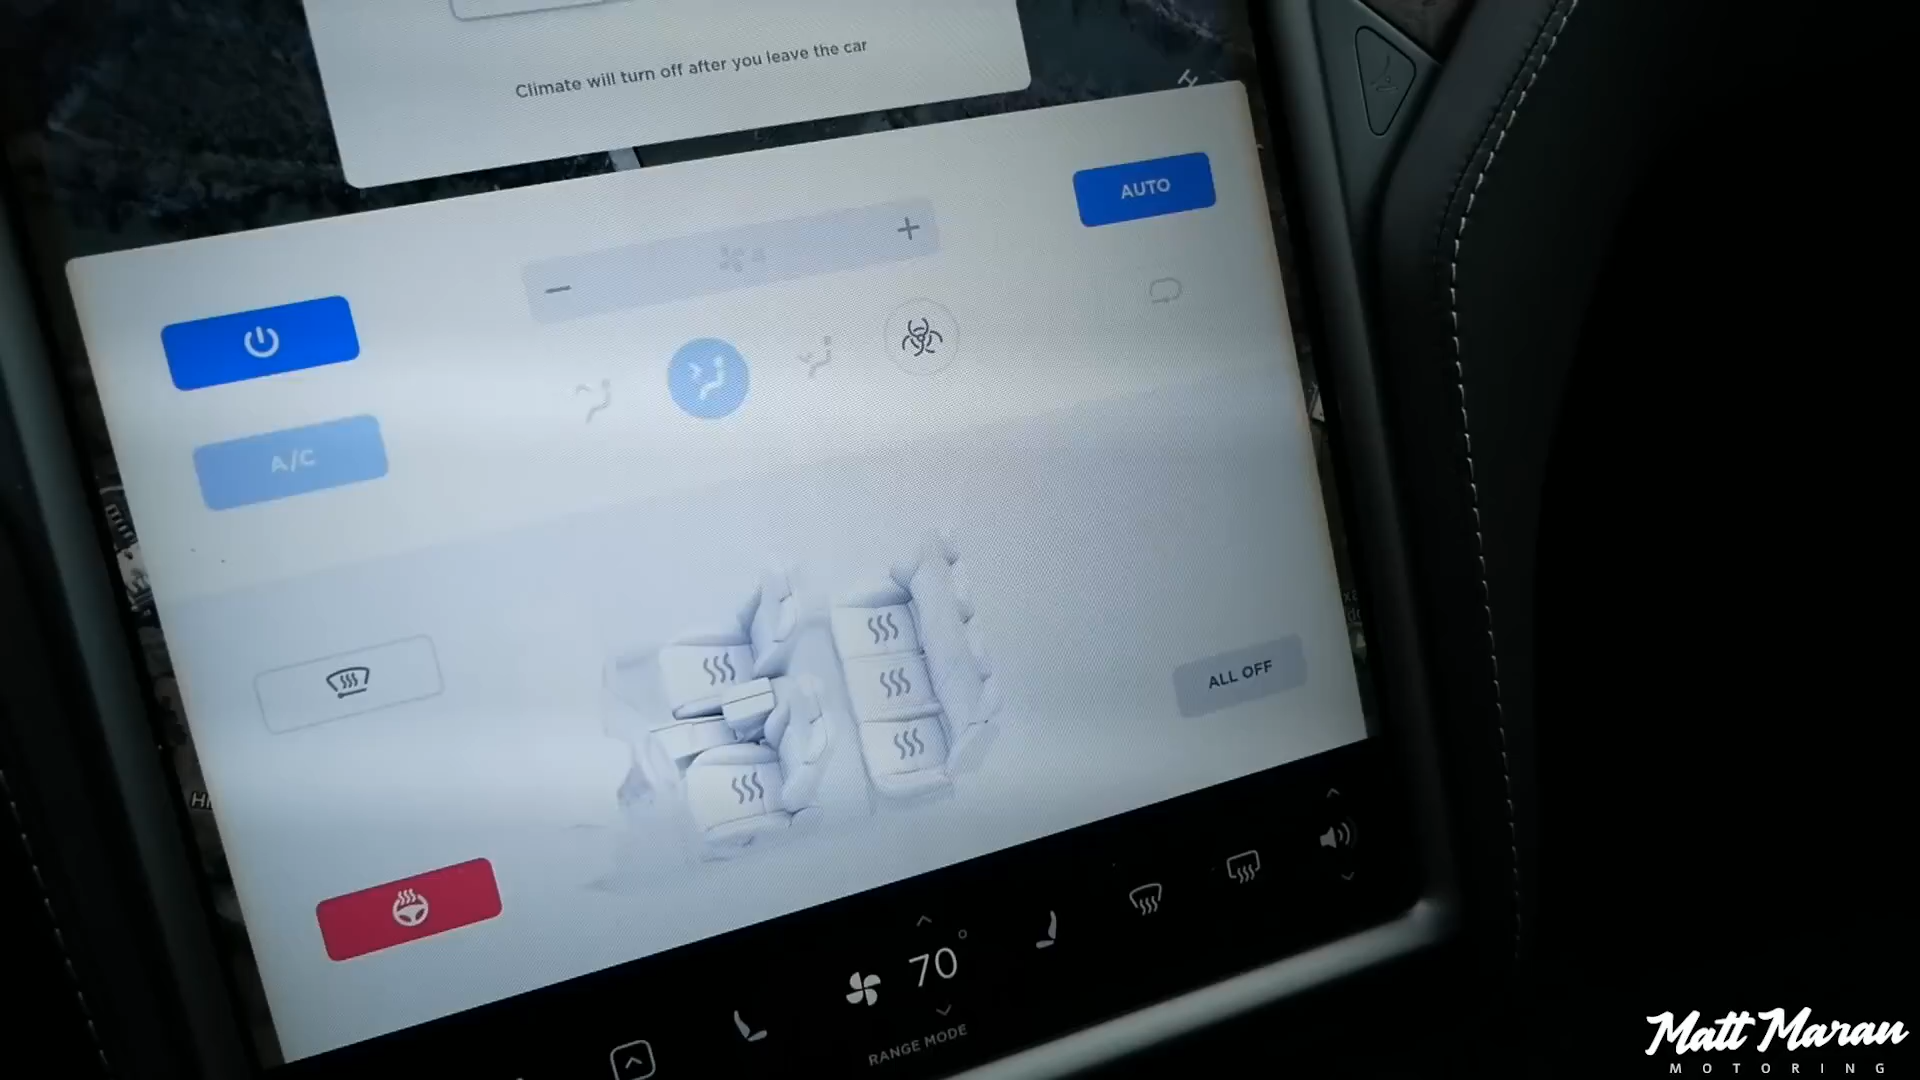 Climate will turn off after you leave the car
AUTO
A/C
ALL OFF
70°
RANGE MODE
Matt Maran
MOTORING